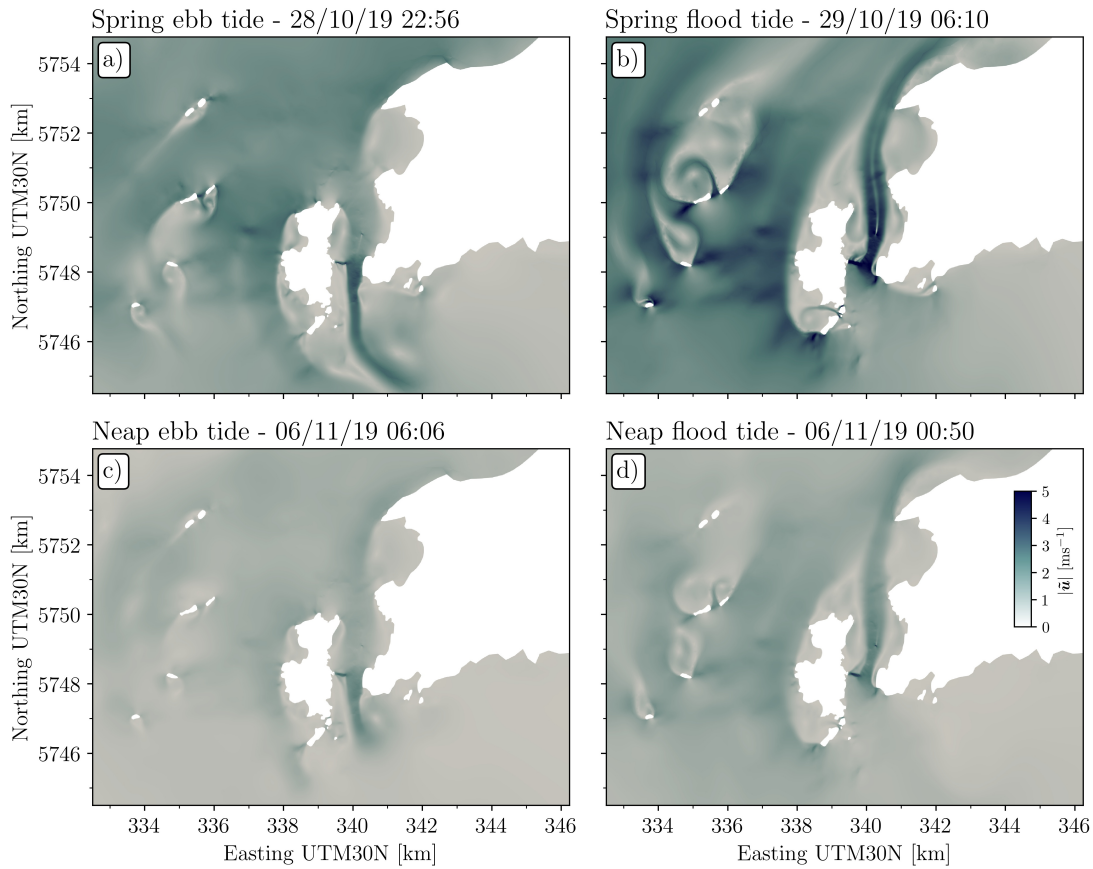 Spring ebb tide - 28/10/19 22:56
Spring flood tide - 29/10/19 06:10
a)
b)
5754
5752
5750
5748
5746
Northing UTM30N [km]
Neap ebb tide - 06/11/19 06:06
Neap flood tide - 06/11/19 00:50
c)
d)
5754
5752
5750
5748
5746
Northing UTM30N [km]
5
4
3
2
1
0
|ũ| [ms⁻¹]
334 336 338 340 342 344 346
334 336 338 340 342 344 346
Easting UTM30N [km]
Easting UTM30N [km]